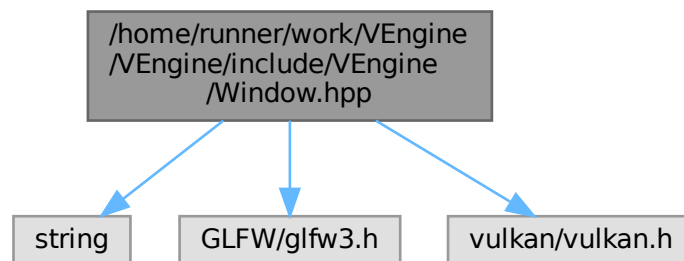 /home/runner/work/VEngine
/VEngine/include/VEngine
/Window.hpp
string
GLFW/glfw3.h
vulkan/vulkan.h